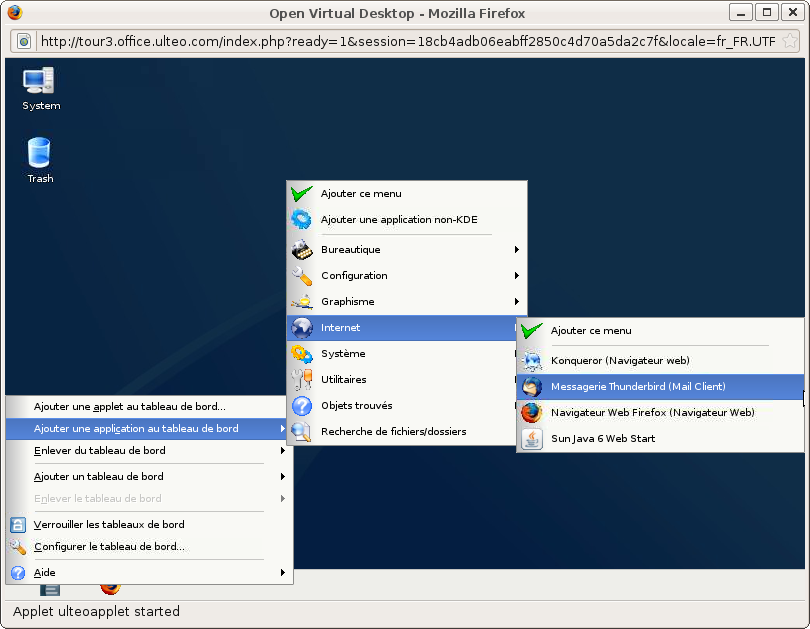 Open Virtual Desktop - Mozilla Firefox
http://tour3.office.ulteo.com/index.php?ready=1&session=18cb4adb06eabff2850c4d70a5da2c7f&locale=fr_FR.UTF
System
Trash
Ajouter ce menu
Ajouter une application non-KDE
Bureautique
Configuration
Graphisme
Internet
Système
Utilitaires
Objets trouvés
Recherche de fichiers/dossiers
Ajouter ce menu
Konqueror (Navigateur web)
Messagerie Thunderbird (Mail Client)
Navigateur Web Firefox (Navigateur Web)
Sun Java 6 Web Start
Ajouter une applet au tableau de bord...
Ajouter une application au tableau de bord
Enlever du tableau de bord
Ajouter un tableau de bord
Enlever le tableau de bord
Verrouiller les tableaux de bord
Configurer le tableau de bord...
Aide
Applet ulteoapplet started